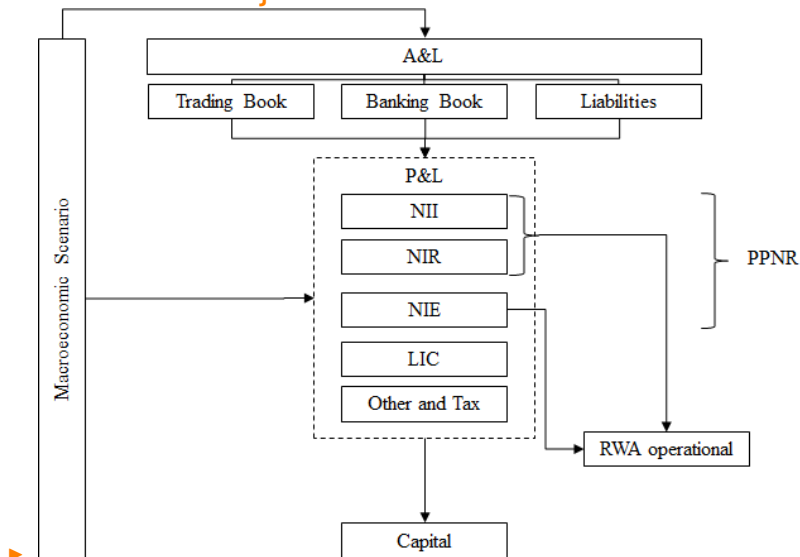 A&L
Trading Book
Banking Book
Liabilities
P&L
NII
NIR
NIE
LIC
Other and Tax
PPNR
Macroeconomic Scenario
RWA operational
Capital